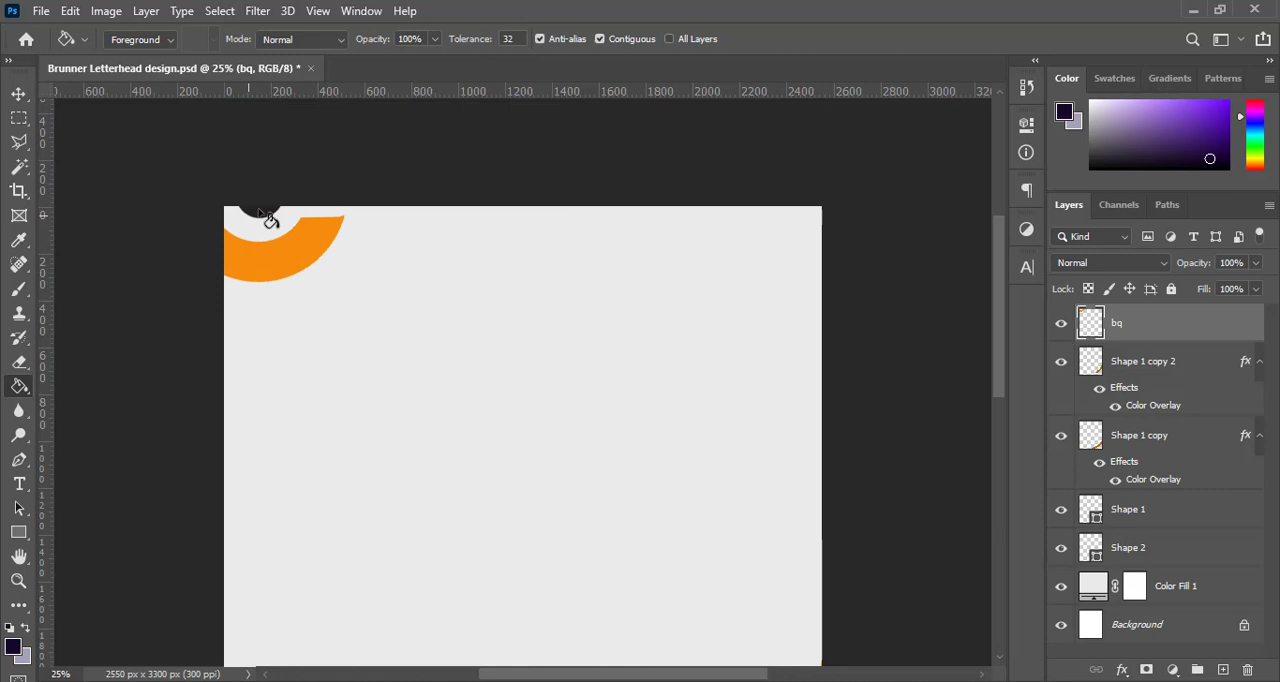 Ps File Edit Image Layer Type Select Filter 3D View Window Help
Foreground Mode: Normal Opacity: 100% Tolerance: 32 Anti-alias Contiguous All Layers
Brunner Letterhead design.psd @ 25% (bq, RGB/8) * ×
600 400 200 0 200 400 600 800 1000 1200 1400 1600 1800 2000 2200 2400 2600 2800 3000
Color Swatches Gradients Patterns
Layers Channels Paths
Kind
Normal Opacity: 100%
Lock: Fill: 100%
bq
Shape 1 copy 2 fx
Effects
Color Overlay
Shape 1 copy fx
Effects
Color Overlay
Shape 1
Shape 2
Color Fill 1
Background
25% 2550 px x 3300 px (300 ppi)